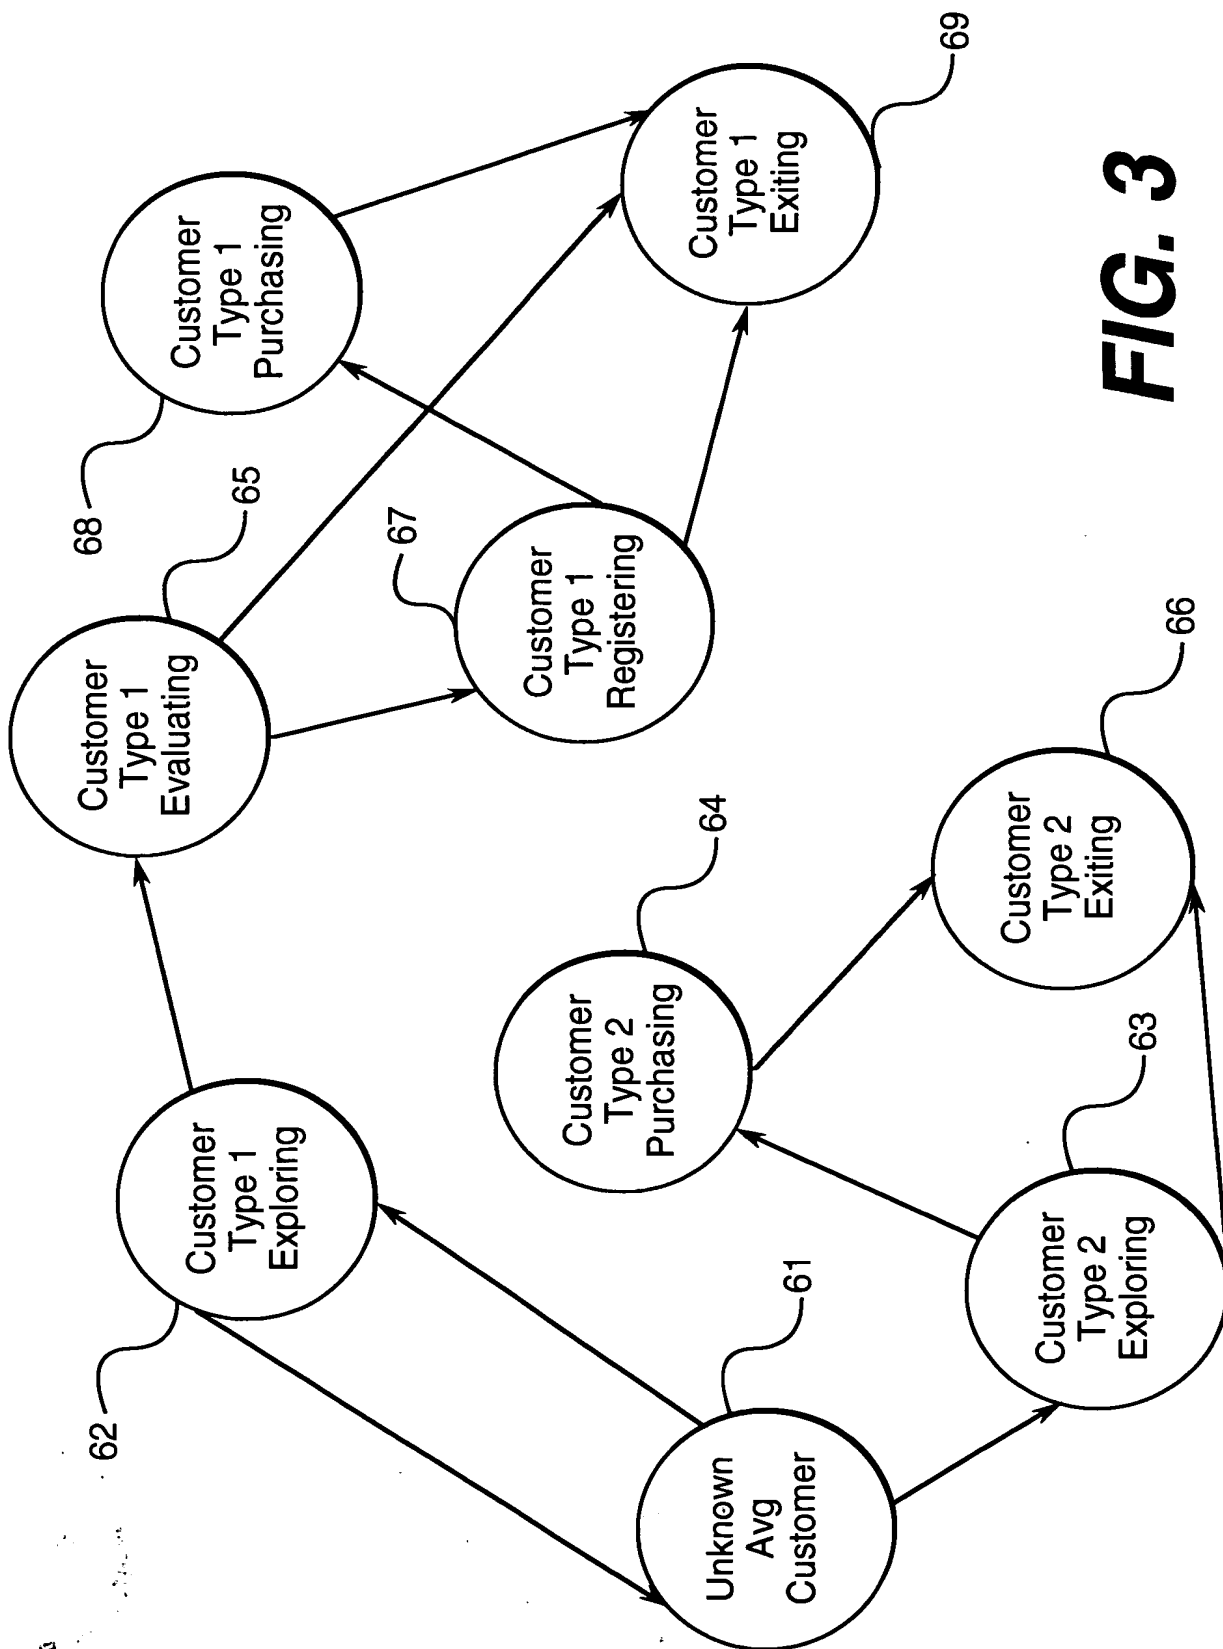 62
Customer
Type 1
Exploring
Customer
Type 1
Evaluating
65
68
Customer
Type 1
Purchasing
67
Customer
Type 1
Registering
Customer
Type 1
Exiting
69
Unknown
Avg
Customer
61
Customer
Type 2
Purchasing
64
Customer
Type 2
Exploring
63
Customer
Type 2
Exiting
66
FIG. 3